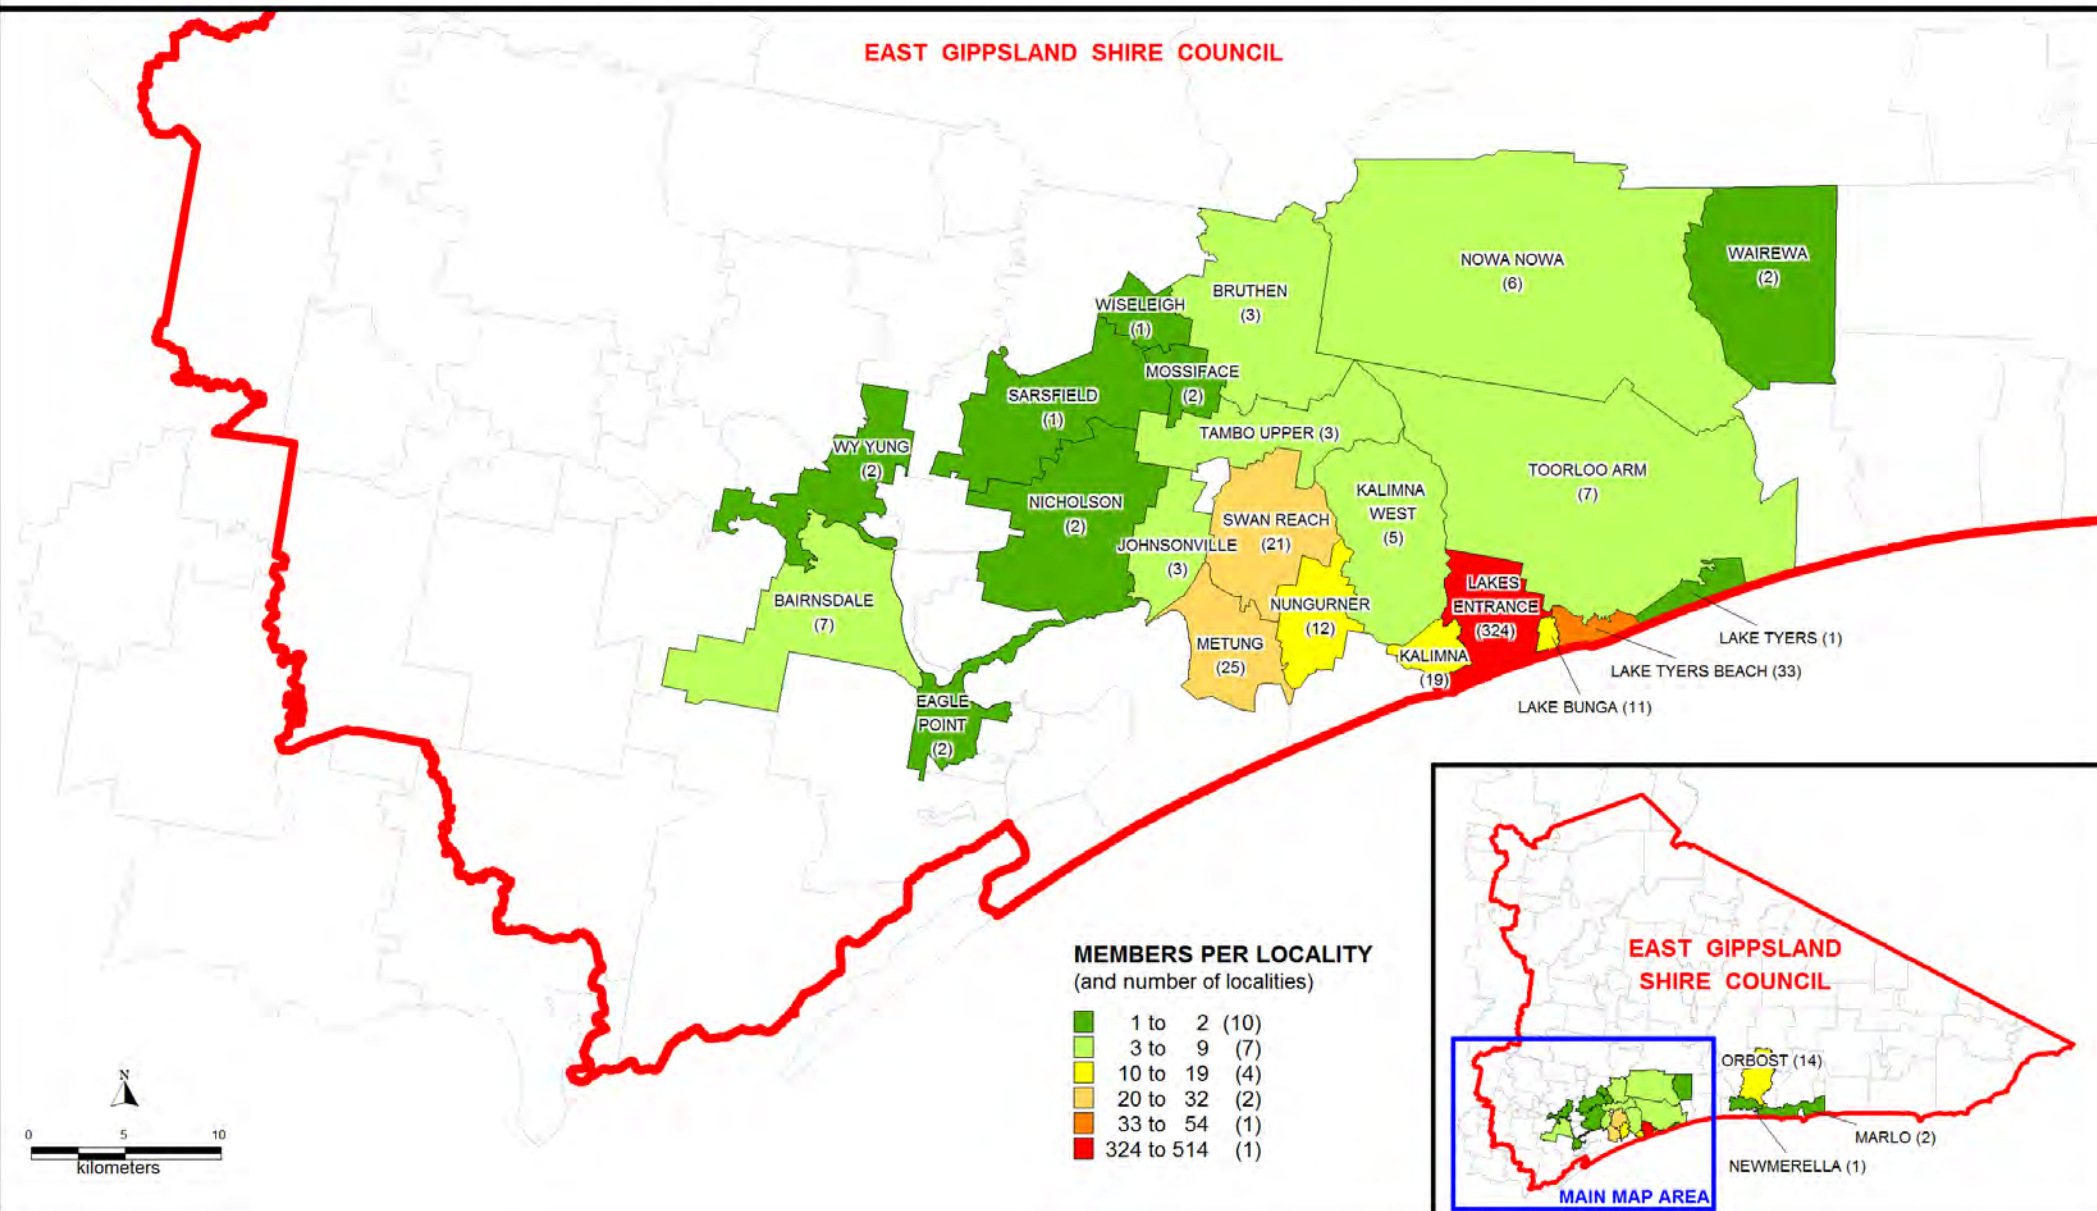 EAST GIPPSLAND SHIRE COUNCIL
NOWA NOWA
(6)
WAIREWA
(2)
BRUTHEN
(3)
WISELEIGH
(1)
MOSSIFACE
(2)
SARSFIELD
(1)
TAMBO UPPER (3)
WY YUNG
(2)
TOORLOO ARM
(7)
NICHOLSON
(2)
KALIMNA
WEST
(5)
SWAN REACH
(21)
JOHNSONVILLE
(3)
LAKES
ENTRANCE
(324)
BAIRNSDALE
(7)
NUNGURNER
(12)
METUNG
(25)
KALIMNA
(19)
LAKE TYERS (1)
LAKE TYERS BEACH (33)
LAKE BUNGA (11)
EAGLE
POINT
(2)
MEMBERS PER LOCALITY
(and number of localities)
1 to 2 (10)
3 to 9 (7)
10 to 19 (4)
20 to 32 (2)
33 to 54 (1)
324 to 514 (1)
N
0 5 10
kilometers
EAST GIPPSLAND
SHIRE COUNCIL
ORBOST (14)
MARLO (2)
NEWMERELLA (1)
MAIN MAP AREA